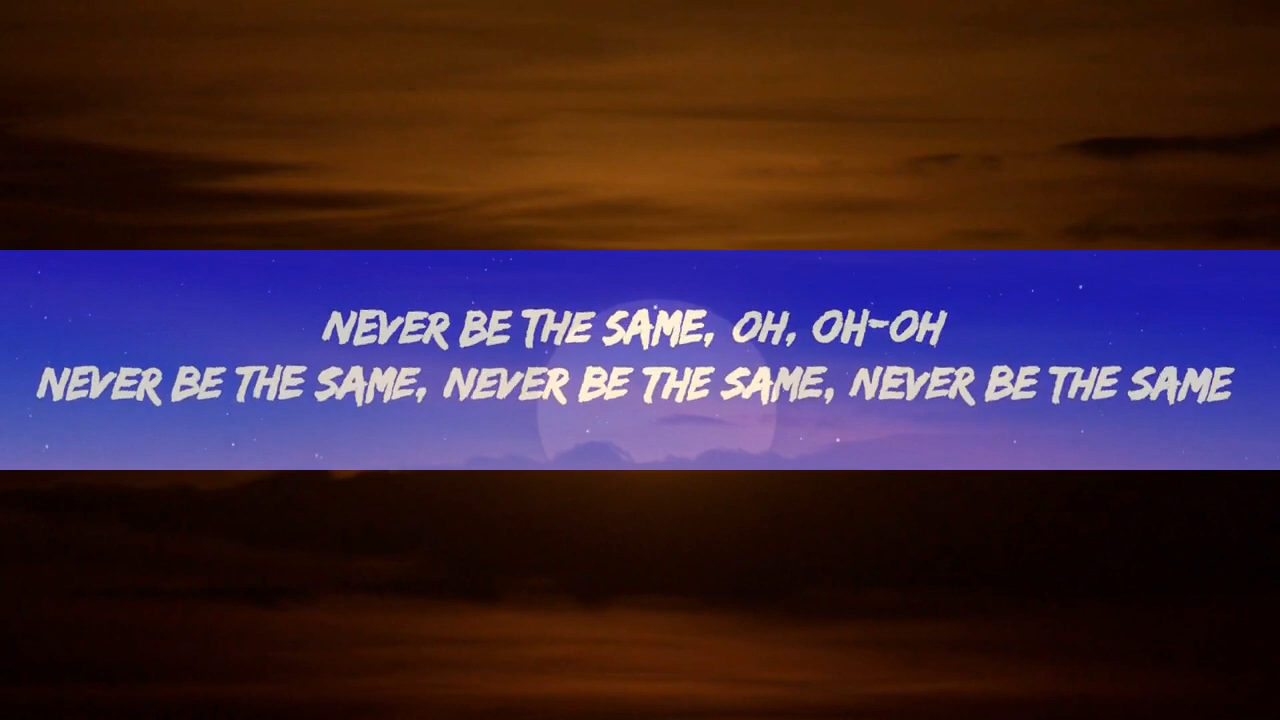 NEVER BE THE SAME, OH, OH-OH
NEVER BE THE SAME, NEVER BE THE SAME, NEVER BE THE SAME